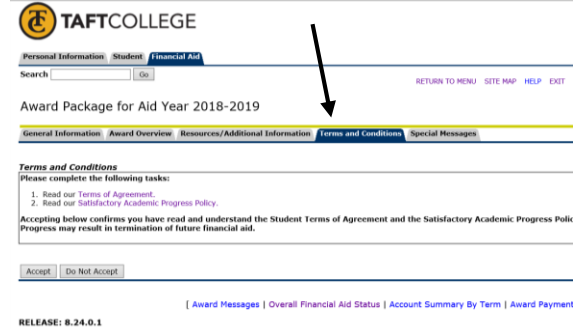 TAFTCOLLEGE
Personal Information Student Financial Aid
Search Go
RETURN TO MENU SITE MAP HELP EXIT
Award Package for Aid Year 2018-2019
General Information Award Overview Resources/Additional Information Terms and Conditions Special Messages
Terms and Conditions
Please complete the following tasks:
1. Read our Terms of Agreement.
2. Read our Satisfactory Academic Progress Policy.
Accepting below confirms you have read and understand the Student Terms of Agreement and the Satisfactory Academic Progress Polic
Progress may result in termination of future financial aid.
Accept Do Not Accept
[ Award Messages | Overall Financial Aid Status | Account Summary By Term | Award Payment
RELEASE: 8.24.0.1